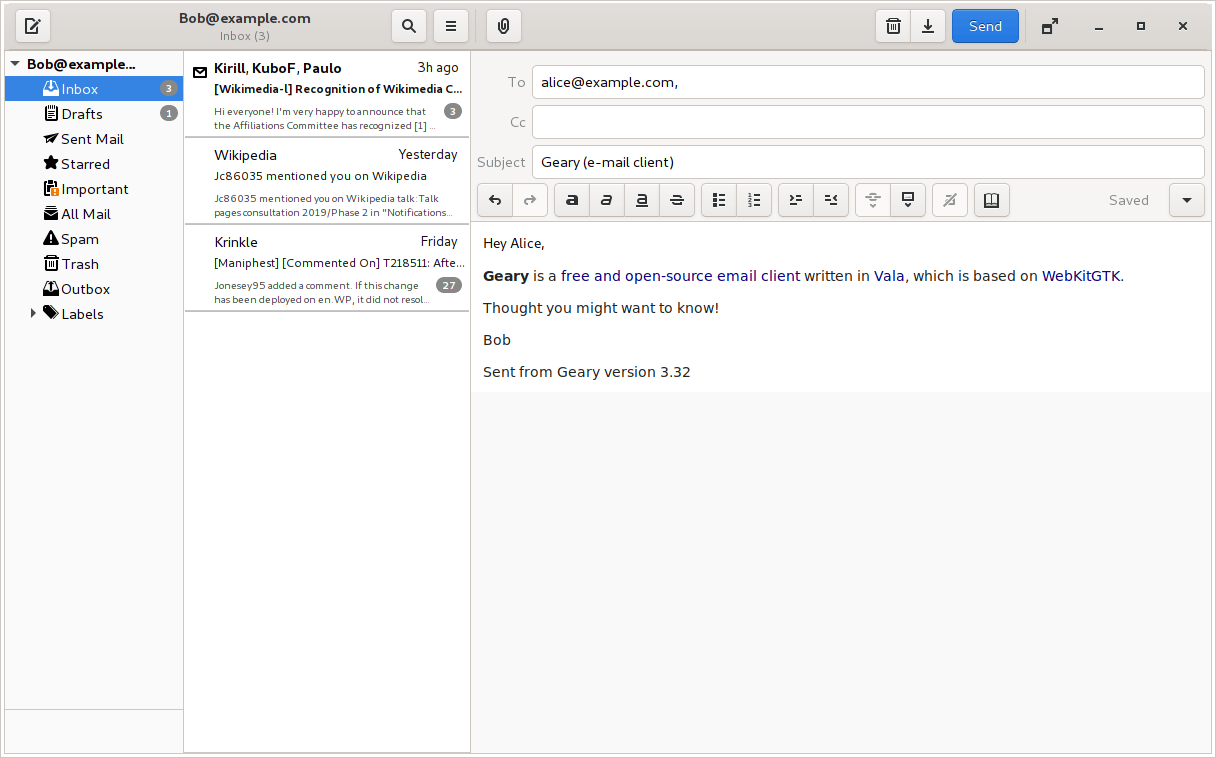 Bob@example.com
Inbox (3)
Send
Bob@example...
Inbox 3
Drafts 1
Sent Mail
Starred
Important
All Mail
Spam
Trash
Outbox
Labels
Kirill, KuboF, Paulo 3h ago
[Wikimedia-l] Recognition of Wikimedia C...
Hi everyone! I'm very happy to announce that 3
the Affiliations Committee has recognized [1] ...
Wikipedia Yesterday
Jc86035 mentioned you on Wikipedia
Jc86035 mentioned you on Wikipedia talk:Talk
pages consultation 2019/Phase 2 in "Notifications...
Krinkle Friday
[Maniphest] [Commented On] T218511: Afte...
Jonesey95 added a comment. If this change 27
has been deployed on en.WP, it did not resol...
To alice@example.com,
Cc
Subject Geary (e-mail client)
a a a a
1 2 3
Saved
Hey Alice,
Geary is a free and open-source email client written in Vala, which is based on WebKitGTK.
Thought you might want to know!
Bob
Sent from Geary version 3.32